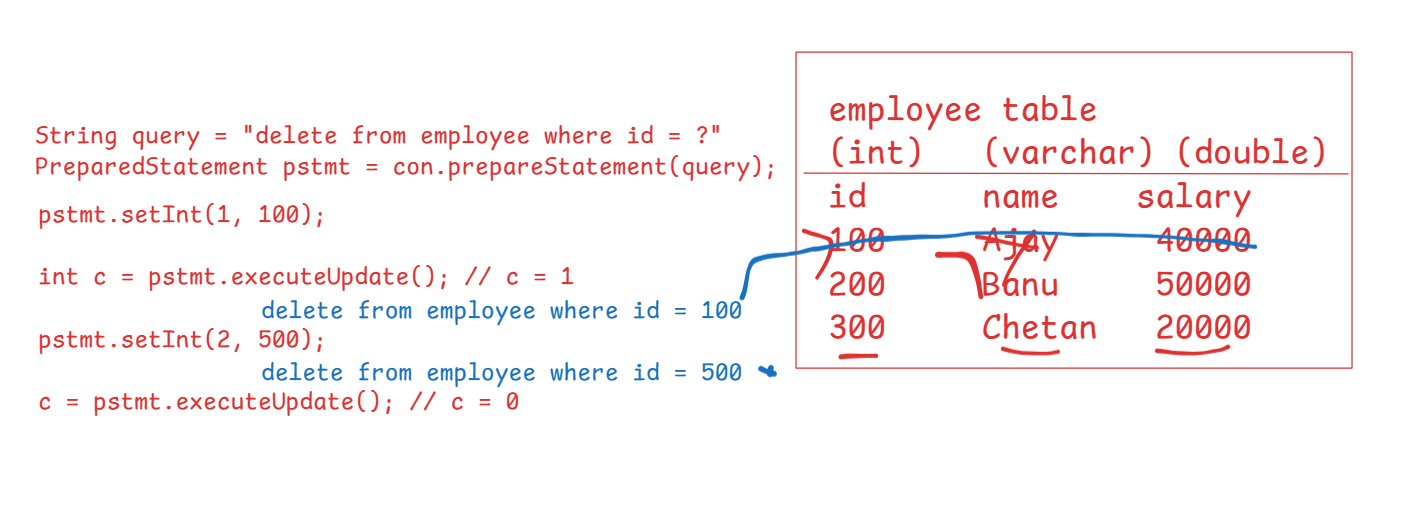 String query = "delete from employee where id = ?"
PreparedStatement pstmt = con.prepareStatement(query);
pstmt.setInt(1, 100);
int c = pstmt.executeUpdate(); // c = 1
delete from employee where id = 100
pstmt.setInt(2, 500);
delete from employee where id = 500
c = pstmt.executeUpdate(); // c = 0
employee table
(int) (varchar) (double)
id name salary
100 Ajay 40000
200 Banu 50000
300 Chetan 20000